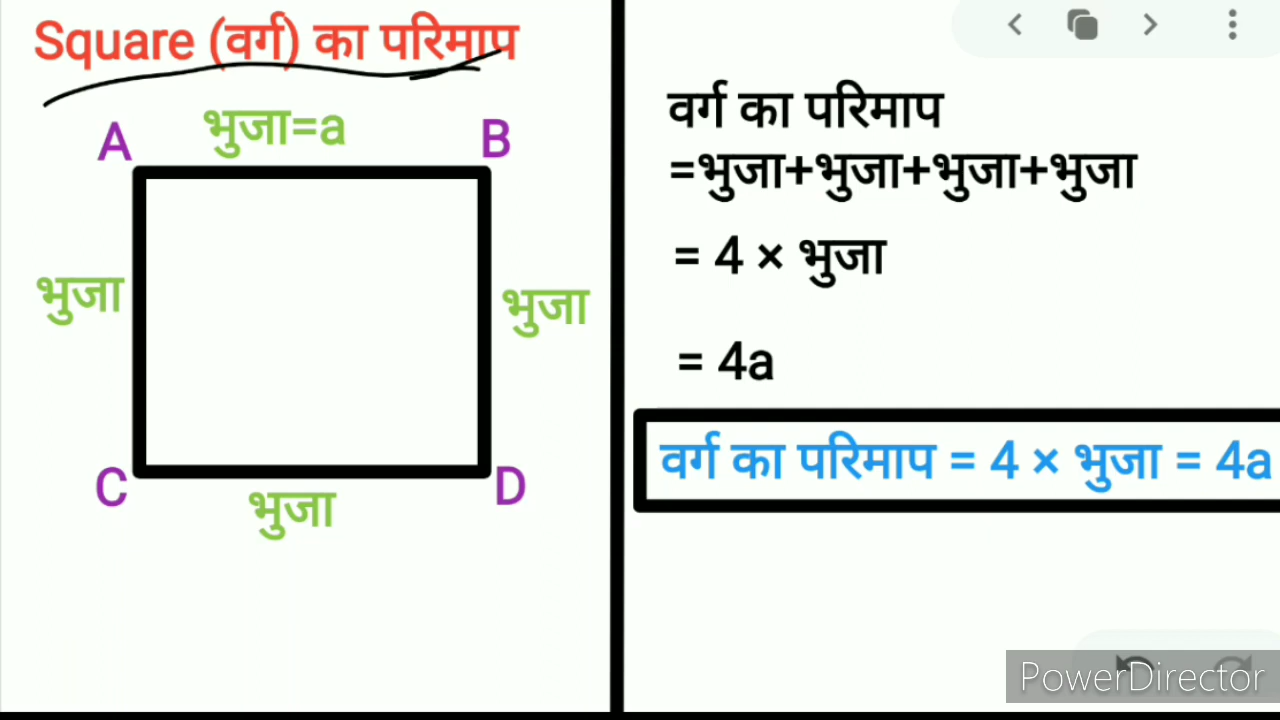 Square (वर्ग) का परिमाप
भुजा=a
A
B
भुजा
भुजा
C
D
भुजा
वर्ग का परिमाप
=भुजा+भुजा+भुजा+भुजा
= 4 × भुजा
= 4a
वर्ग का परिमाप = 4 × भुजा = 4a
PowerDirector